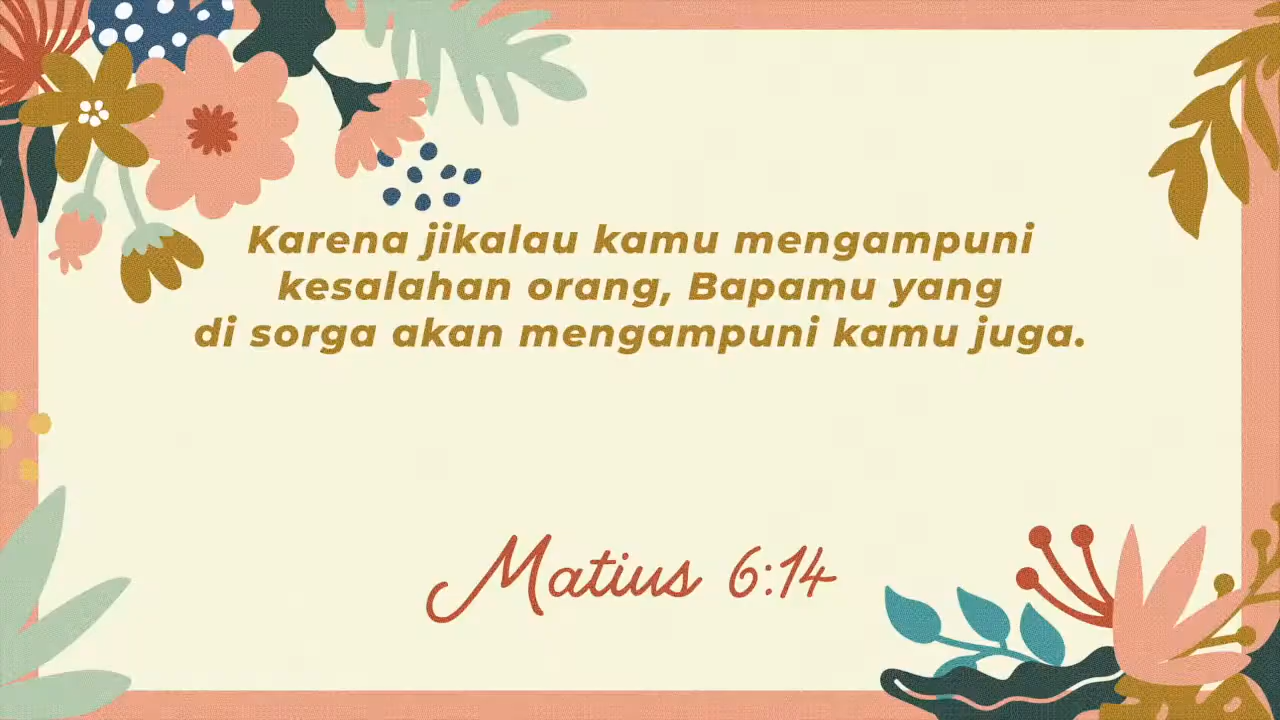 Karena jikalau kamu mengampuni
kesalahan orang, Bapamu yang
di sorga akan mengampuni kamu juga.
Matius 6:14